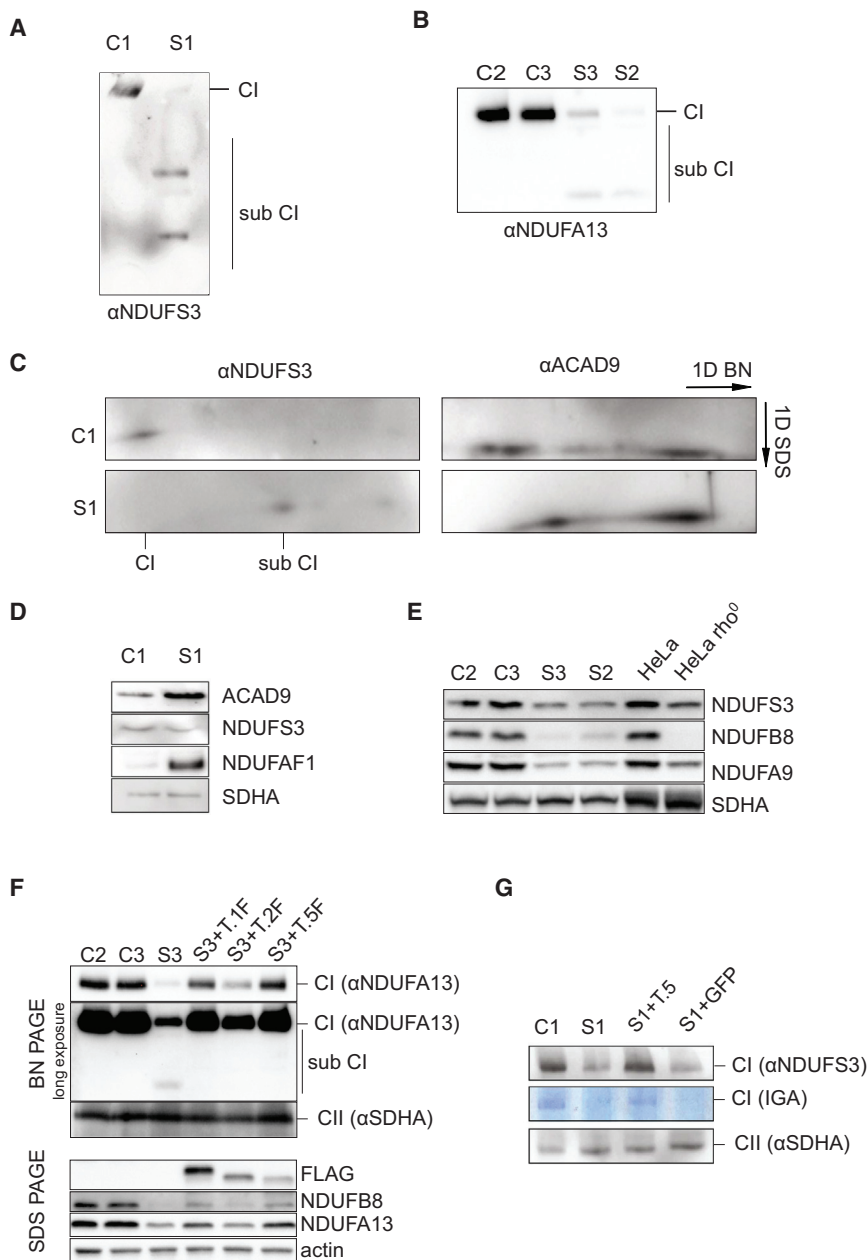 A
C1 S1
CI
sub CI
αNDUFS3
B
C2 C3 S3 S2
CI
sub CI
αNDUFA13
C
αNDUFS3
αACAD9
1D BN
C1
1D SDS
S1
CI
sub CI
D
C1 S1
ACAD9
NDUFS3
NDUFAF1
SDHA
E
C2 C3 S3 S2 HeLa HeLa rho⁰
NDUFS3
NDUFB8
NDUFA9
SDHA
F
C2 C3 S3 S3+T.1F S3+T.2F S3+T.5F
BN PAGE
long exposure
CI (αNDUFA13)
CI (αNDUFA13)
sub CI
CII (αSDHA)
SDS PAGE
FLAG
NDUFB8
NDUFA13
actin
G
C1 S1 S1+T.5 S1+GFP
CI (αNDUFS3)
CI (IGA)
CII (αSDHA)